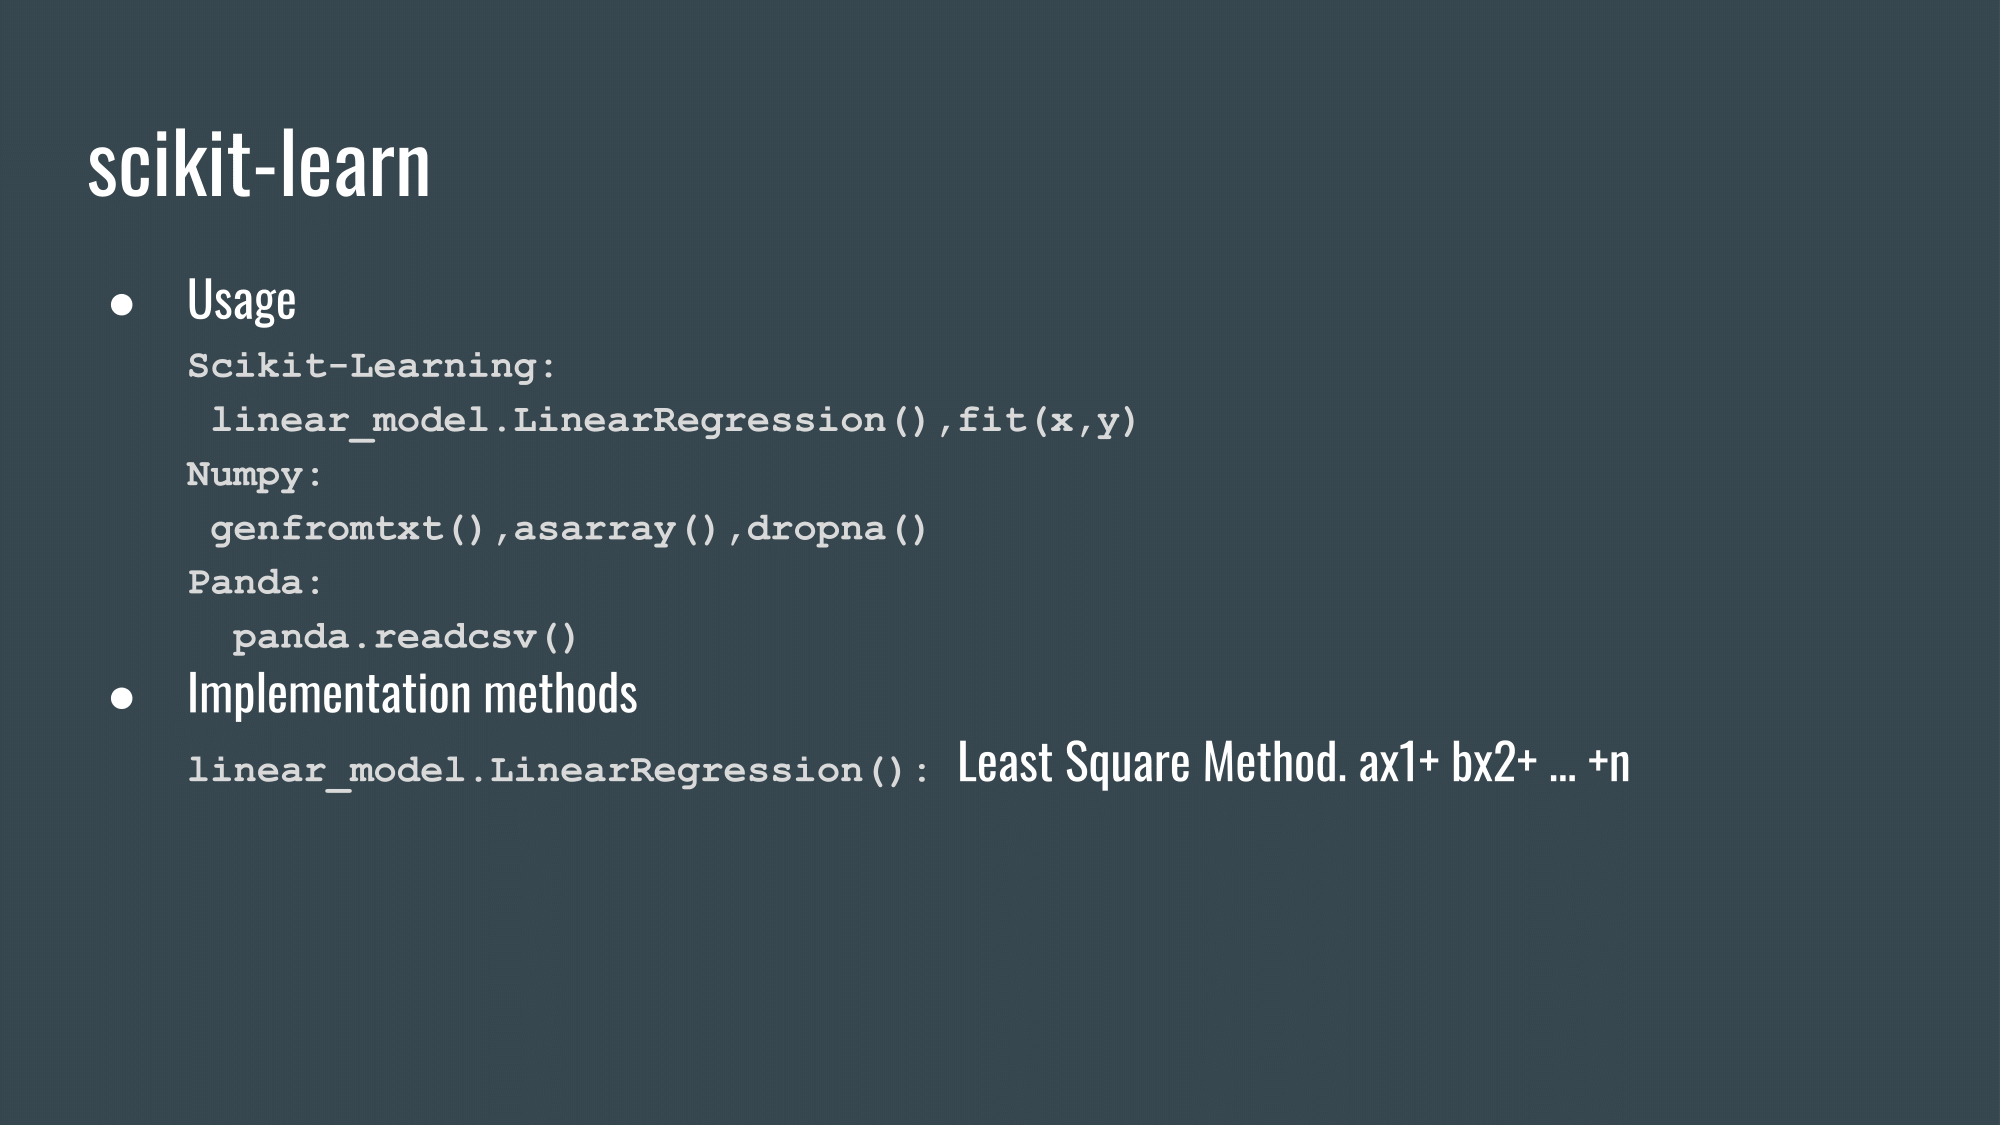 scikit-learn
● Usage
Scikit-Learning:
linear_model.LinearRegression(),fit(x,y)
Numpy:
genfromtxt(),asarray(),dropna()
Panda:
panda.readcsv()
● Implementation methods
linear_model.LinearRegression(): Least Square Method. ax1+ bx2+ ... +n